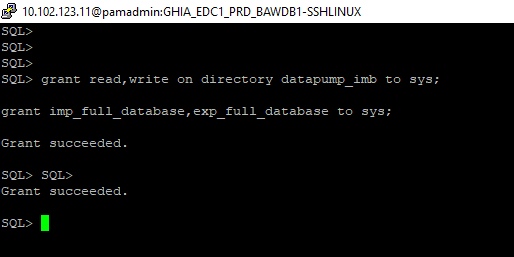 10.102.123.11@pamadmin:GHIA_EDC1_PRD_BAWDB1-SSHLINUX
SQL>
SQL>
SQL>
SQL> grant read,write on directory datapump_imb to sys;
grant imp_full_database,exp_full_database to sys;
Grant succeeded.
SQL> SQL>
Grant succeeded.
SQL>